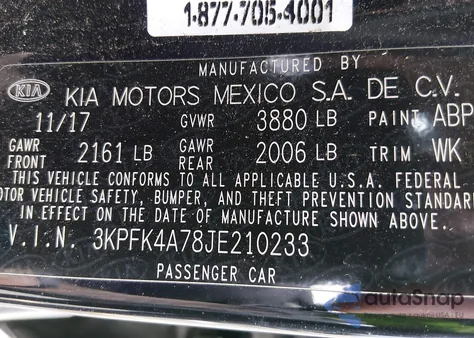 1-877-705-4001
MANUFACTURED BY
KIA KIA MOTORS MEXICO S.A. DE C.V.
11/17 GVWR 3880 LB PAINT ABP
GAWR FRONT 2161 LB GAWR REAR 2006 LB TRIM WK
THIS VEHICLE CONFORMS TO ALL APPLICABLE U.S.A. FEDERAL
MOTOR VEHICLE SAFETY, BUMPER, AND THEFT PREVENTION STANDARD
IN EFFECT ON THE DATE OF MANUFACTURE SHOWN ABOVE.
V.I.N. 3KPFK4A78JE210233
PASSENGER CAR
autoSnap